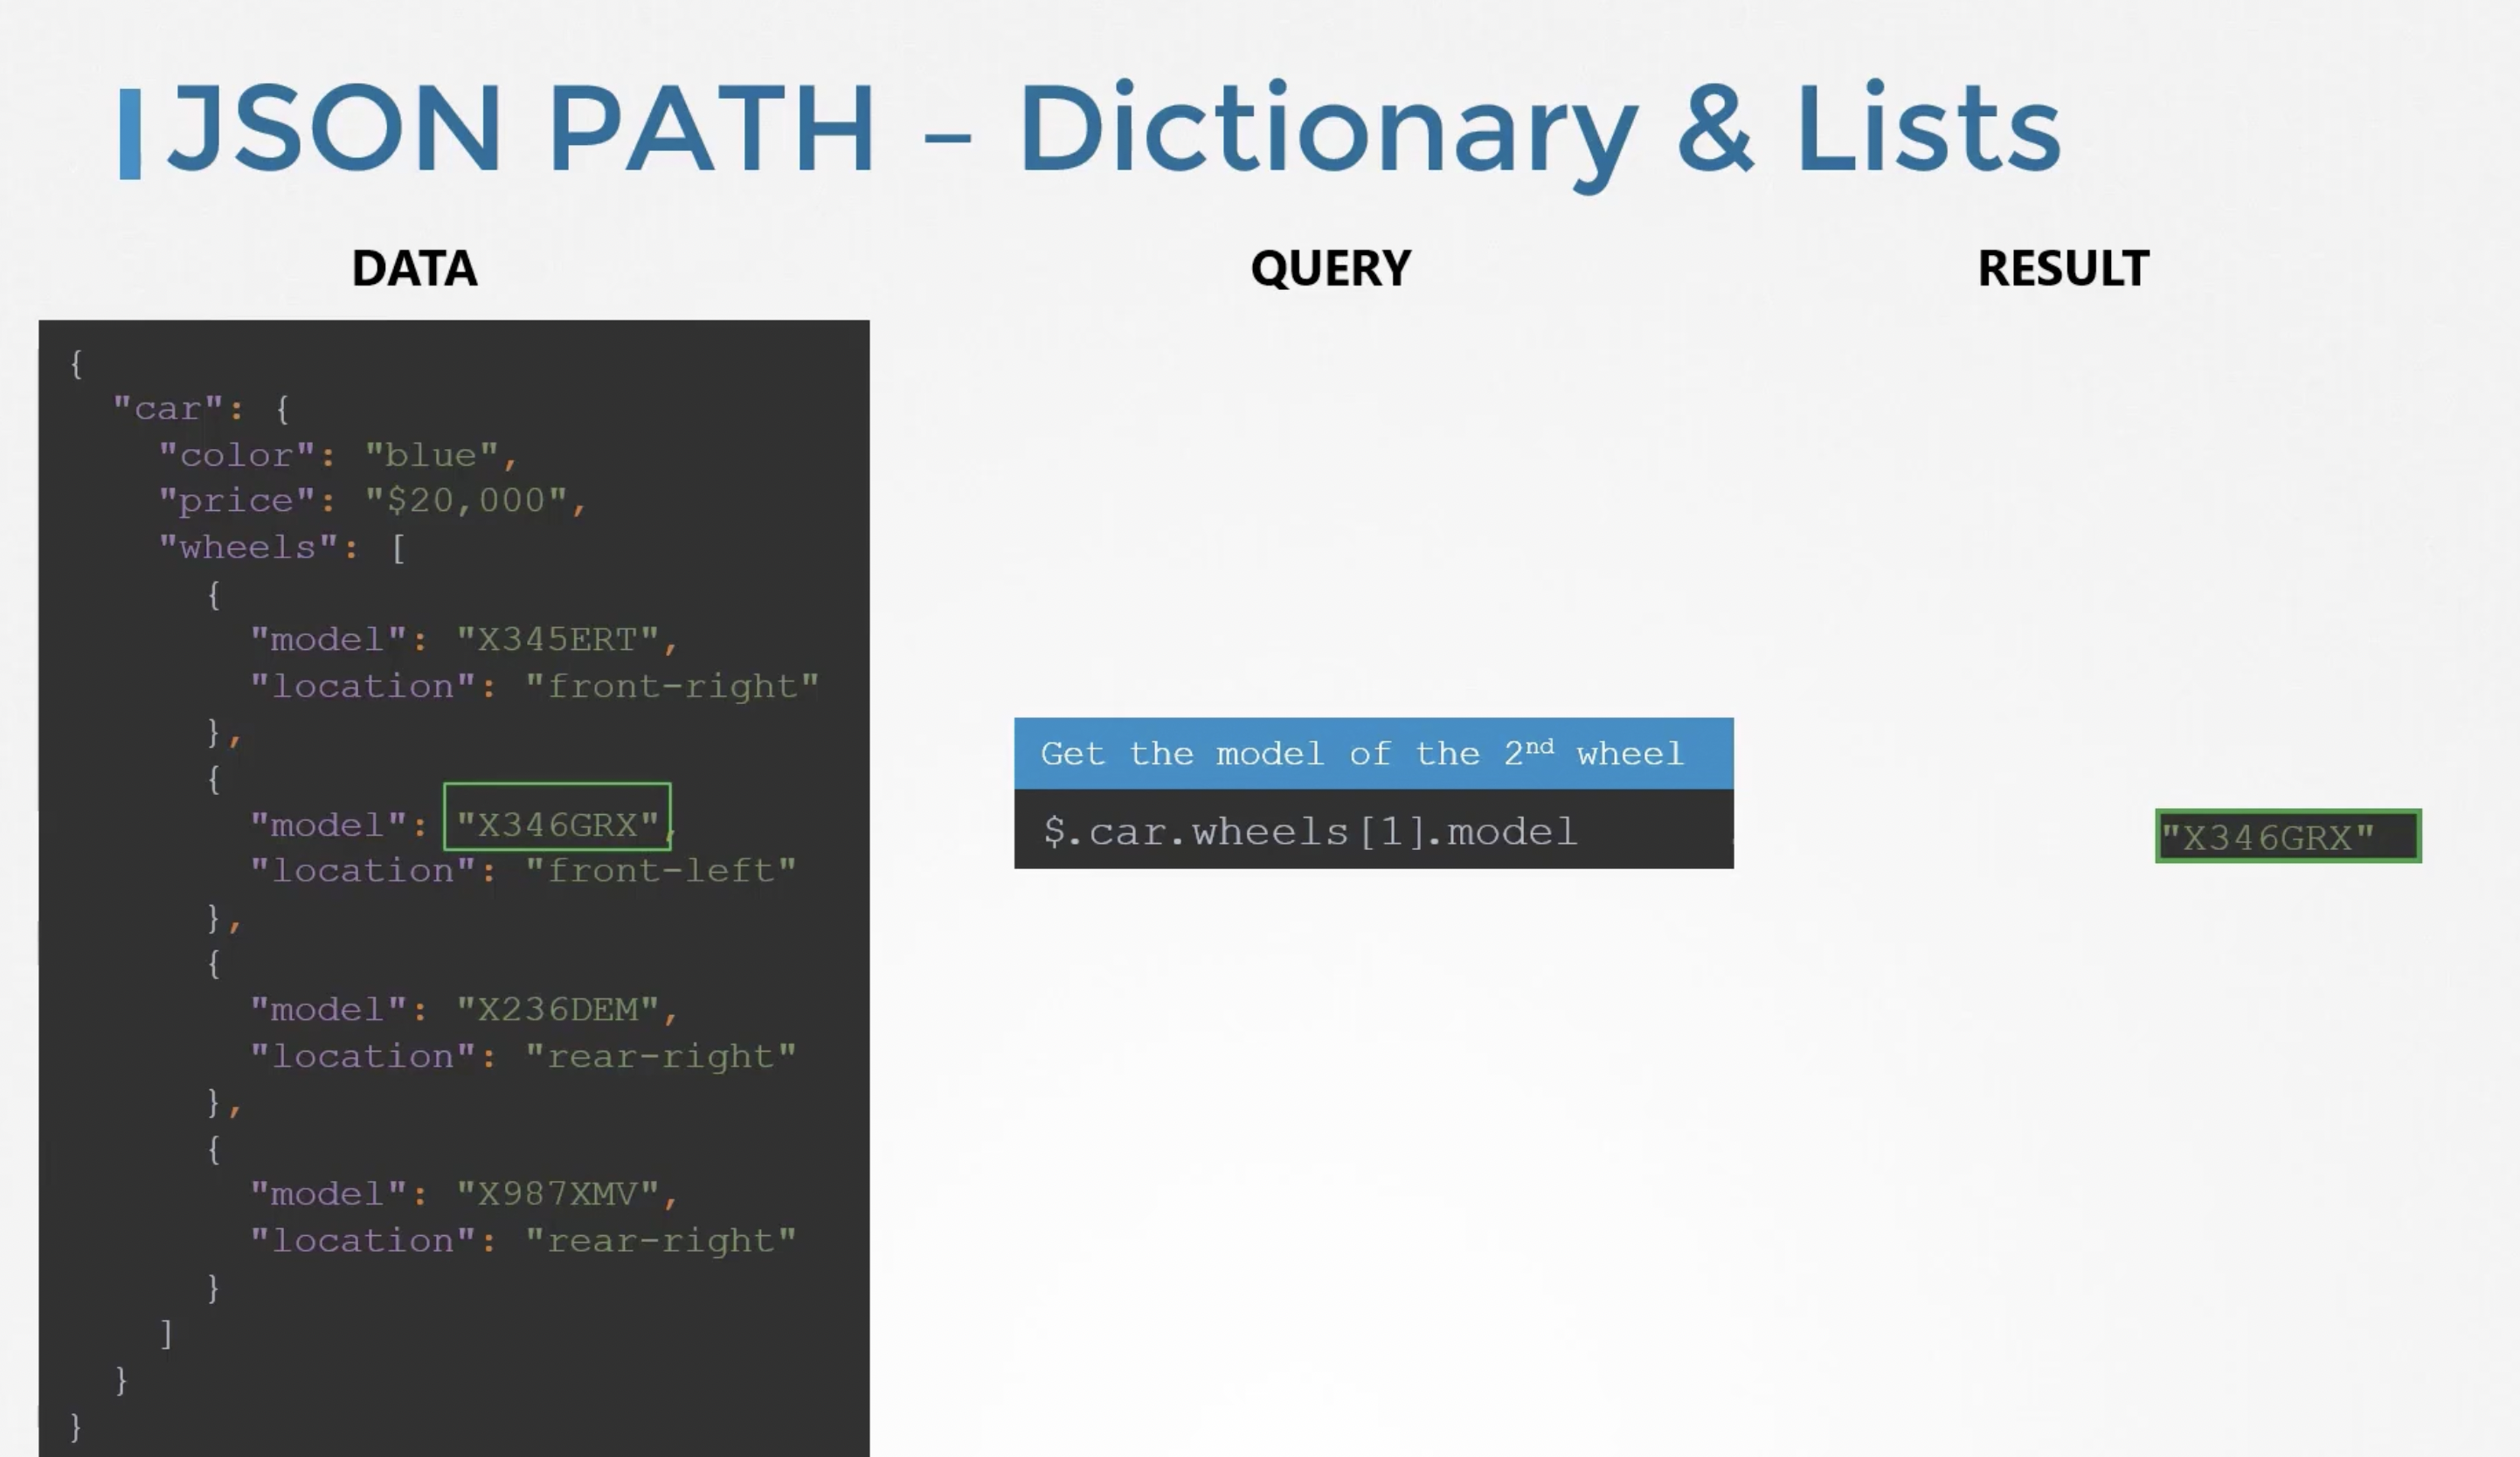 JSON PATH – Dictionary & Lists
DATA
QUERY
RESULT
{
"car": {
"color": "blue",
"price": "$20,000",
"wheels": [
{
"model": "X345ERT",
"location": "front-right"
},
{
"model": "X346GRX",
"location": "front-left"
},
{
"model": "X236DEM",
"location": "rear-right"
},
{
"model": "X987XMV",
"location": "rear-right"
}
]
}
}
Get the model of the 2nd wheel
$.car.wheels[1].model
"X346GRX"